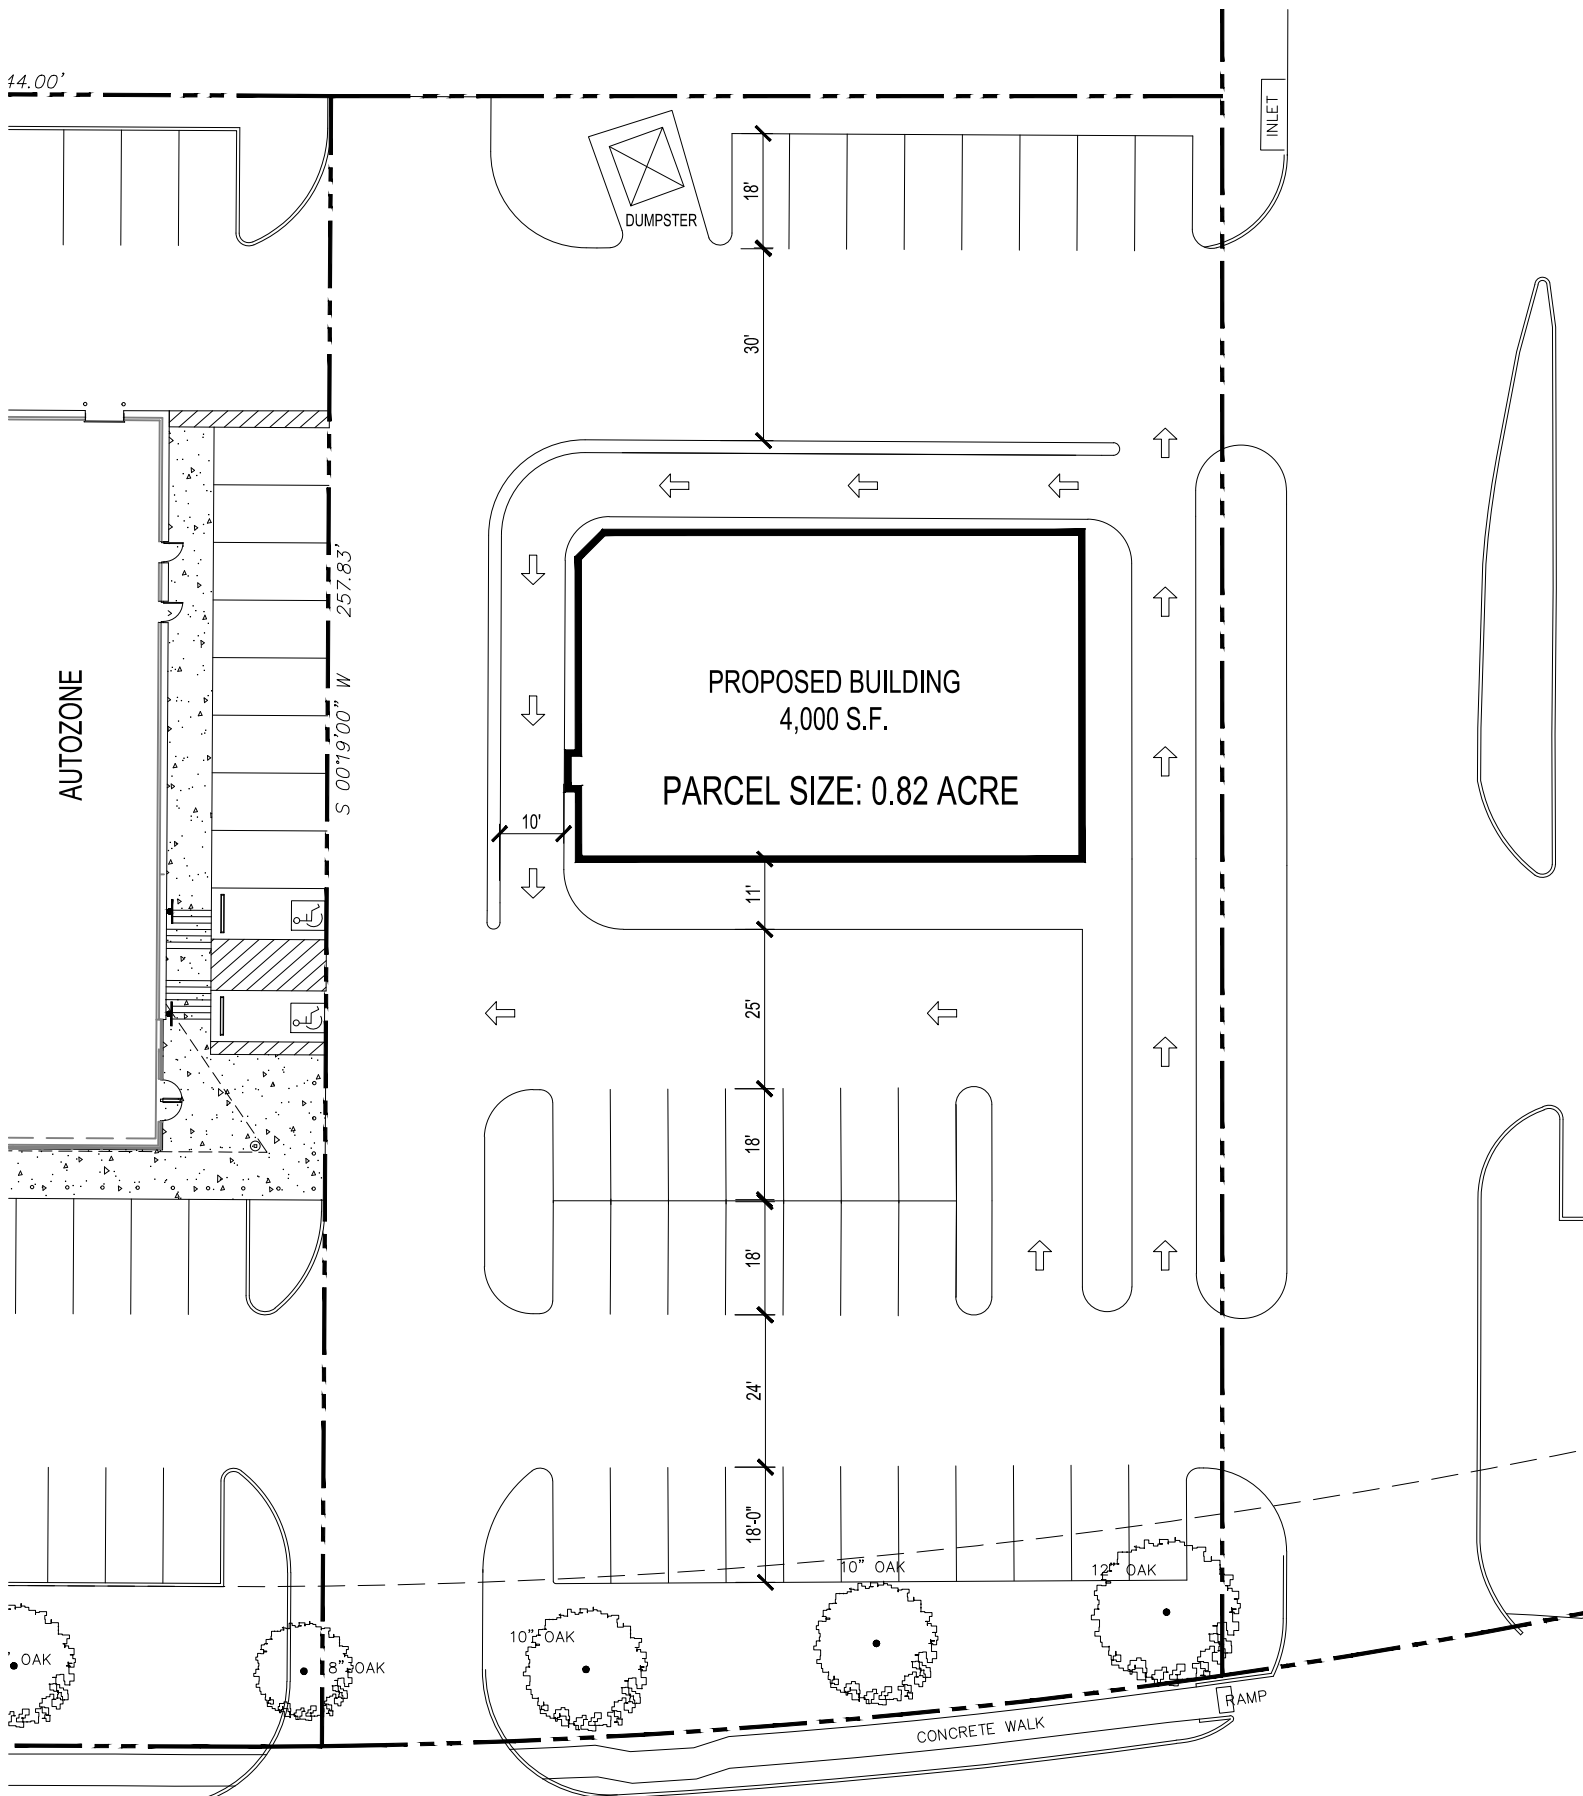 44.00'
INLET
DUMPSTER
18'
30'
S 00°19'00" W 257.83'
AUTOZONE
PROPOSED BUILDING
4,000 S.F.
PARCEL SIZE: 0.82 ACRE
10'
11'
25'
18'
18'
24'
18'-0"
10" OAK
12" OAK
10" OAK
OAK
8" OAK
RAMP
CONCRETE WALK